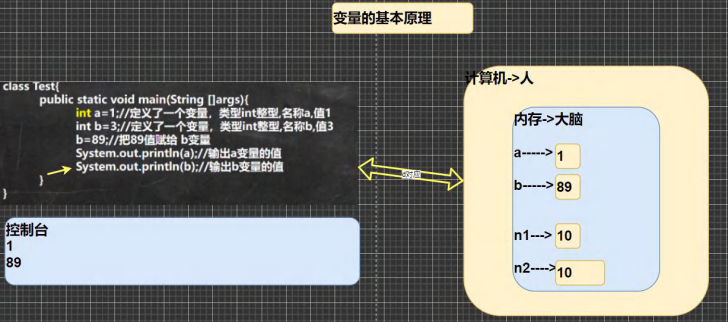 变量的基本原理
class Test{
public static void main(String []args){
int a=1;//定义了一个变量，类型int整型,名称a,值1
int b=3;//定义了一个变量，类型int整型,名称b,值3
b=89;//把89值赋给 b变量
System.out.println(a);//输出a变量的值
System.out.println(b);//输出b变量的值
}
}
控制台
1
89
计算机->人
内存->大脑
a-----> 1
b-----> 89
n1---> 10
n2----> 10